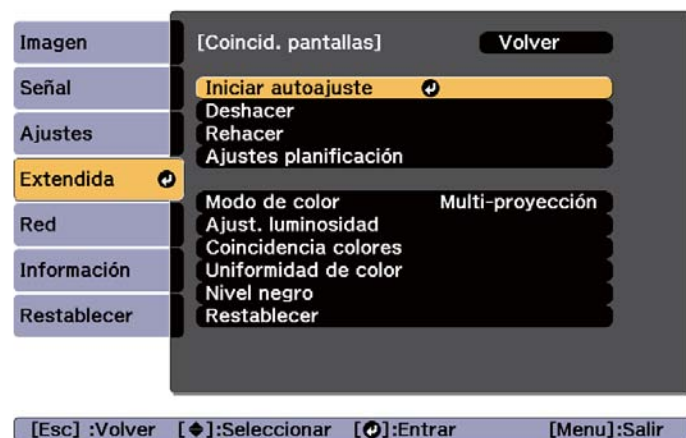 Imagen
Señal
Ajustes
Extendida
Red
Información
Restablecer
[Coincid. pantallas] Volver
Iniciar autoajuste
Deshacer
Rehacer
Ajustes planificación
Modo de color Multi-proyección
Ajust. luminosidad
Coincidencia colores
Uniformidad de color
Nivel negro
Restablecer
[Esc] :Volver [◆]:Seleccionar [↵]:Entrar [Menu]:Salir